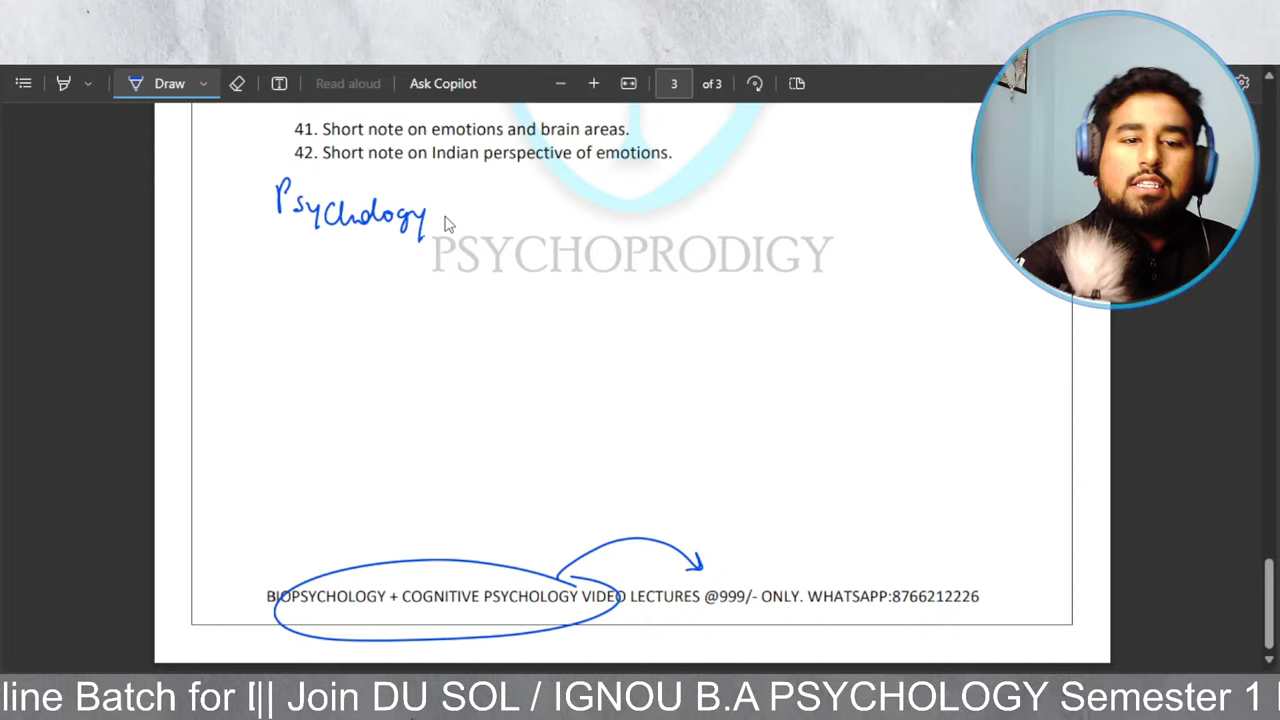 Draw
Read aloud
Ask Copilot
3
of 3
41. Short note on emotions and brain areas.
42. Short note on Indian perspective of emotions.
Psychology
PSYCHOPRODIGY
BIOPSYCHOLOGY + COGNITIVE PSYCHOLOGY VIDEO LECTURES @999/- ONLY. WHATSAPP:8766212226
line Batch for || Join DU SOL / IGNOU B.A PSYCHOLOGY Semester 1